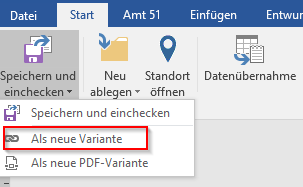 Datei Start Amt 51 Einfügen Entwu
Speichern und
einchecken
Neu
ablegen
Standort
öffnen
Datenübernahme
Speichern und einchecken
Als neue Variante
Als neue PDF-Variante